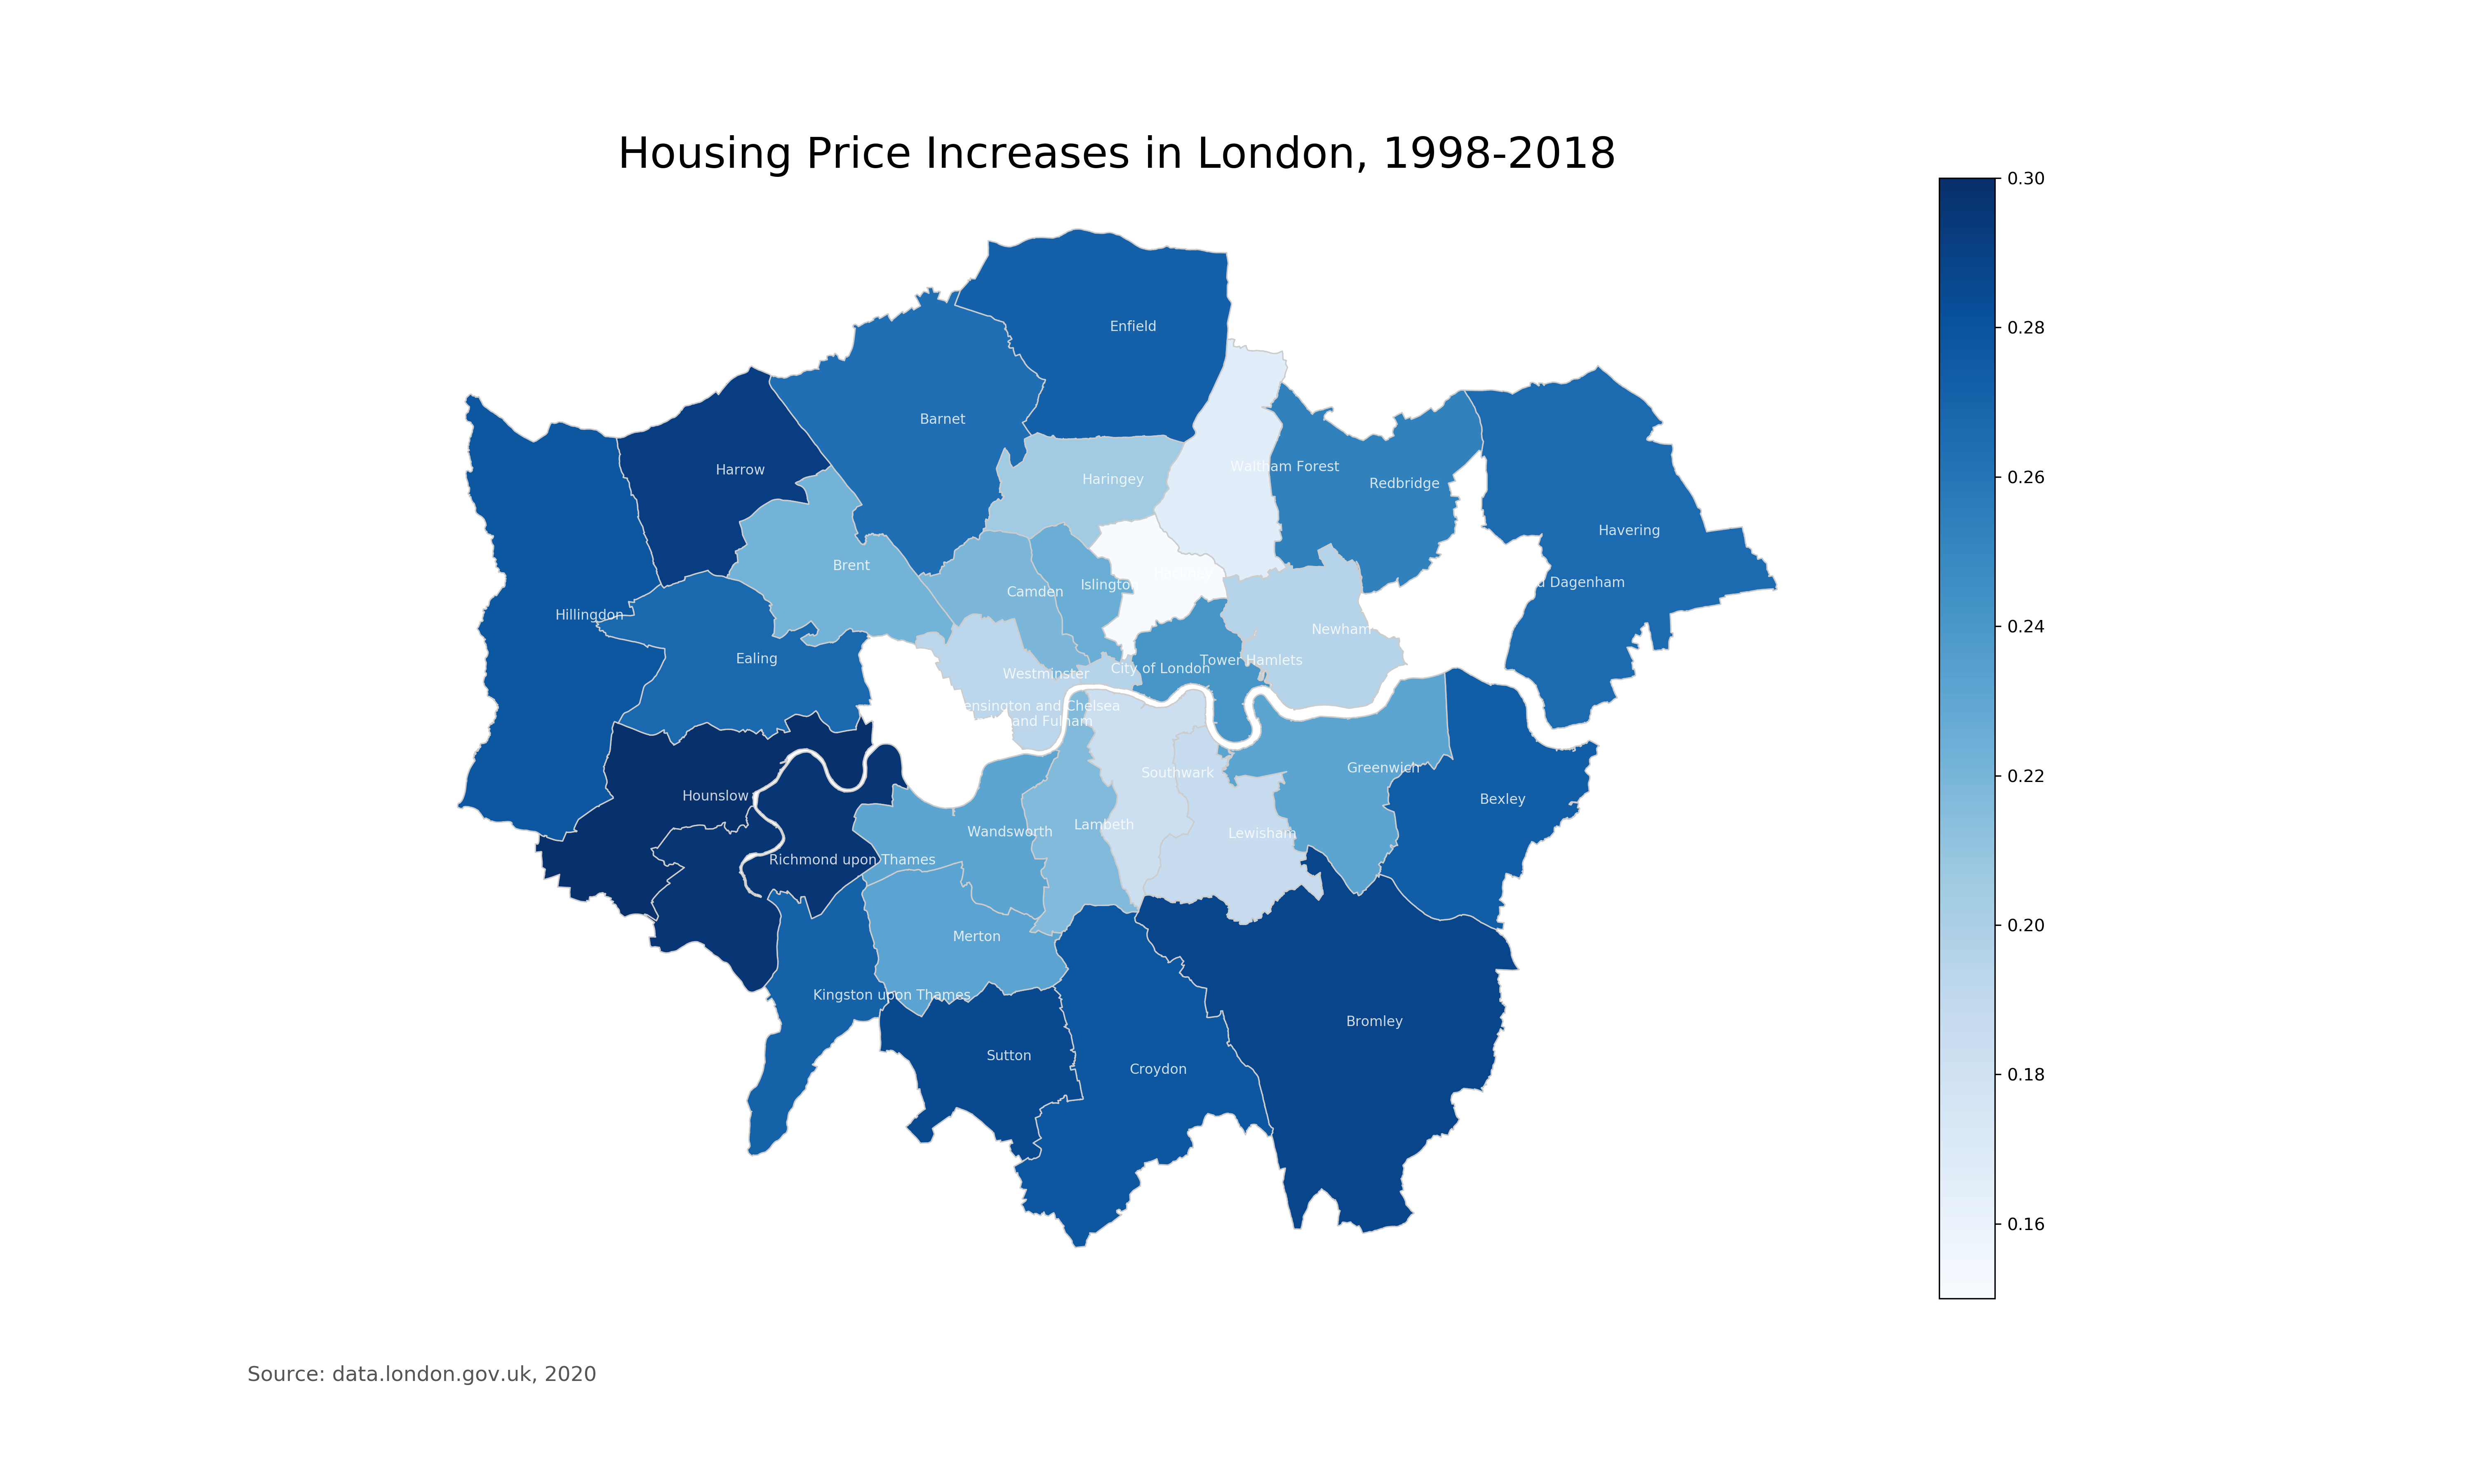 Housing Price Increases in London, 1998-2018
0.30
0.28
0.26
0.24
0.22
0.20
0.18
0.16
Enfield
Barnet
Harrow
Waltham Forest
Haringey
Redbridge
Havering
Brent
Dagenham
Islington
Camden
Hillingdon
Newham
Ealing
Tower Hamlets
City of London
Westminster
and Chelsea
and Fulham
Greenwich
Southwark
Hounslow
Bexley
Lambeth
Wandsworth
Lewisham
Richmond upon Thames
Merton
Kingston upon Thames
Bromley
Sutton
Croydon
Source: data.london.gov.uk, 2020